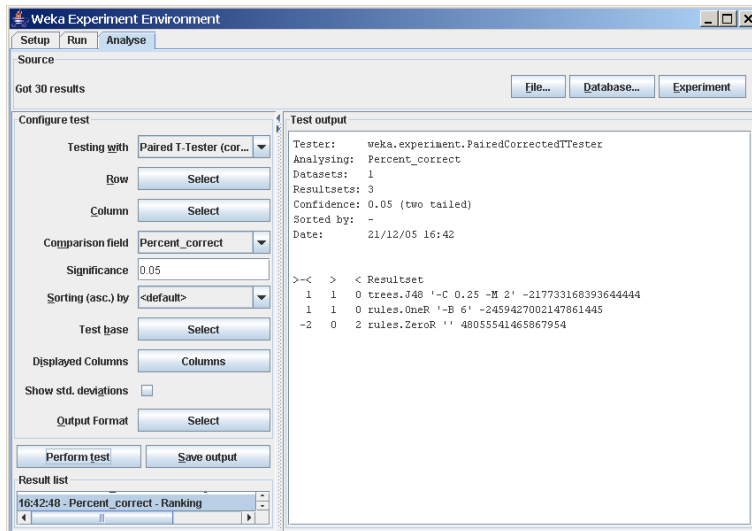 Weka Experiment Environment
Setup Run Analyse
Source
Got 30 results
File... Database... Experiment
Configure test
Testing with Paired T-Tester (cor...
Row Select
Column Select
Comparison field Percent_correct
Significance 0.05
Sorting (asc.) by <default>
Test base Select
Displayed Columns Columns
Show std. deviations
Output Format Select
Perform test Save output
Result list
16:42:48 - Percent_correct - Ranking
Test output
Tester: weka.experiment.PairedCorrectedTTester
Analysing: Percent_correct
Datasets: 1
Resultsets: 3
Confidence: 0.05 (two tailed)
Sorted by: -
Date: 21/12/05 16:42
>-< > < Resultset
1 1 0 trees.J48 '-C 0.25 -M 2' -217733168393644444
1 1 0 rules.OneR '-B 6' -2459427002147861445
-2 0 2 rules.ZeroR '' 48055541465867954